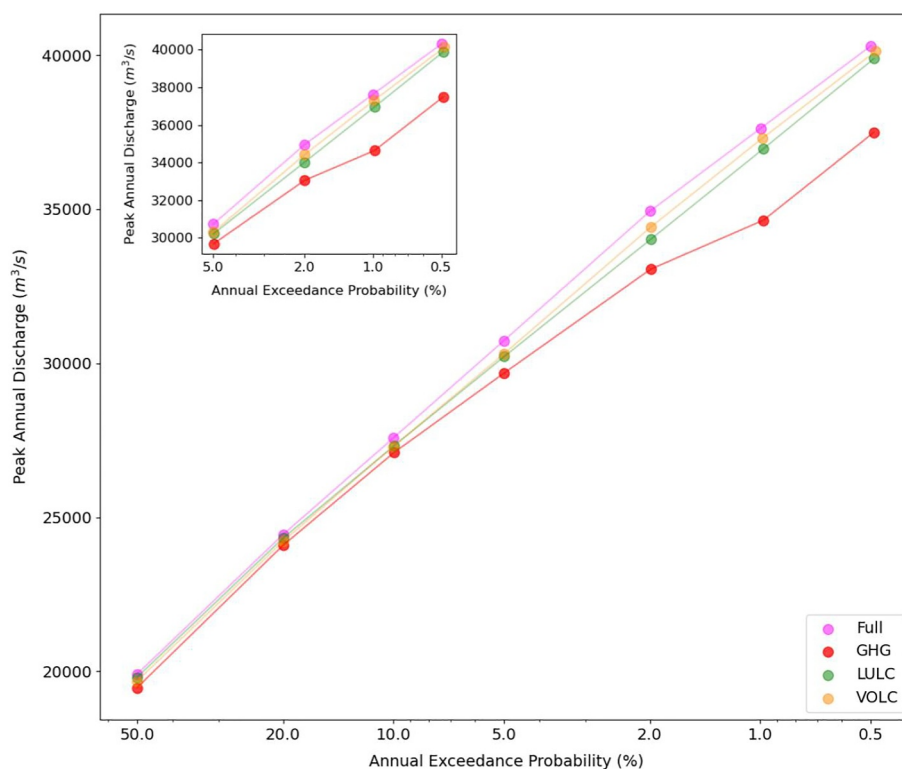 40000
38000
36000
34000
32000
30000
Peak Annual Discharge (m³/s)
5.0 2.0 1.0 0.5
Annual Exceedance Probability (%)
40000
35000
30000
25000
20000
Peak Annual Discharge (m³/s)
Full
GHG
LULC
VOLC
50.0 20.0 10.0 5.0 2.0 1.0 0.5
Annual Exceedance Probability (%)